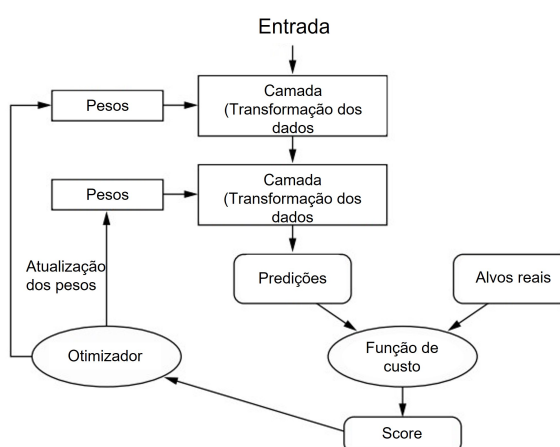 Entrada
Pesos
Camada
(Transformação dos
dados
Pesos
Camada
(Transformação dos
dados
Atualização
dos pesos
Predições
Alvos reais
Otimizador
Função de
custo
Score